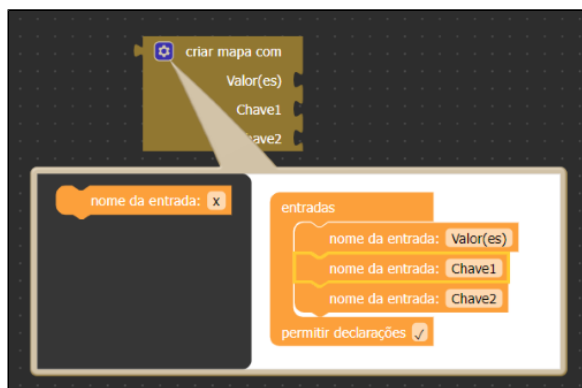 criar mapa com
Valor(es)
Chave1
have2
nome da entrada: x
entradas
nome da entrada: Valor(es)
nome da entrada: Chave1
nome da entrada: Chave2
permitir declarações ✓